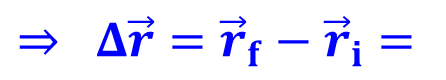 ⇒ Δr⃗ = r⃗_f − r⃗_i =